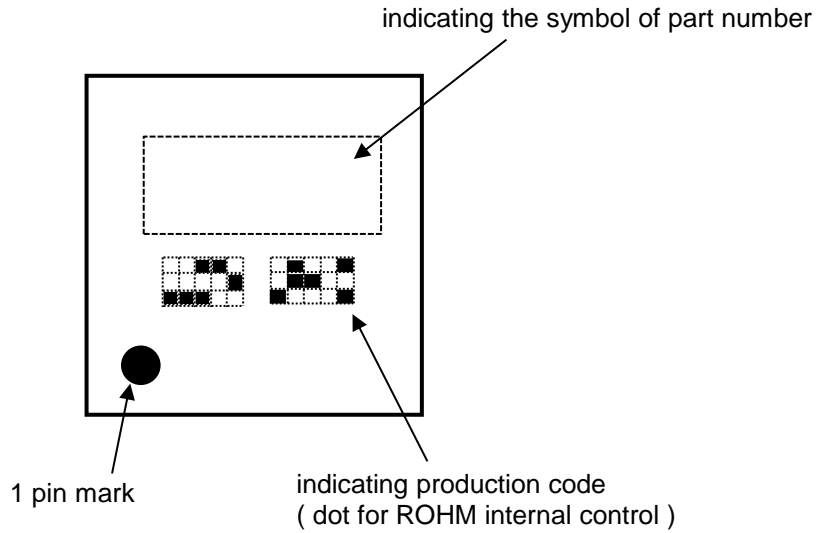 indicating the symbol of part number
1 pin mark
indicating production code
( dot for ROHM internal control )